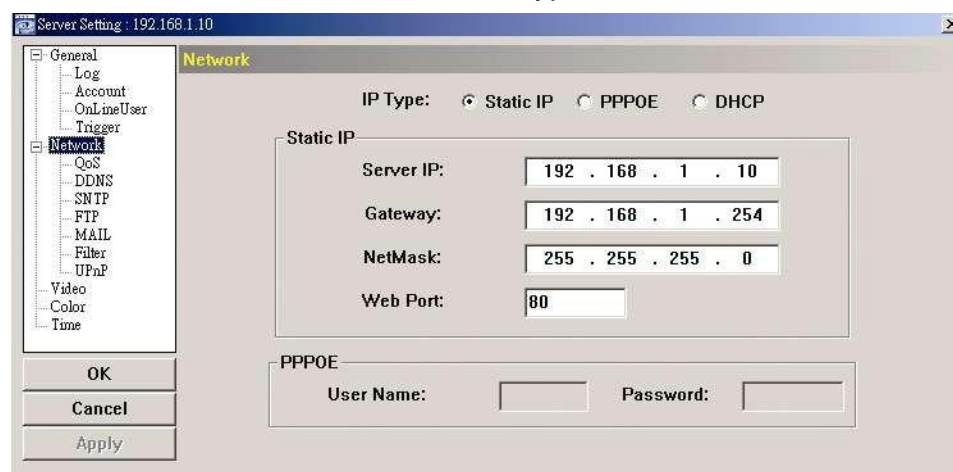 Server Setting : 192.168.1.10
General
Log
Account
OnLineUser
Trigger
Network
QoS
DDNS
SNTP
FTP
MAIL
Filter
UPnP
Video
Color
Time
OK
Cancel
Apply
Network
IP Type: Static IP PPPOE DHCP
Static IP
Server IP: 192 . 168 . 1 . 10
Gateway: 192 . 168 . 1 . 254
NetMask: 255 . 255 . 255 . 0
Web Port: 80
PPPOE
User Name: Password: